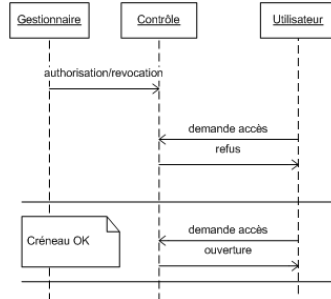 Gestionnaire
Contrôle
Utilisateur
authorisation/revocation
demande accès
refus
Créneau OK
demande accès
ouverture